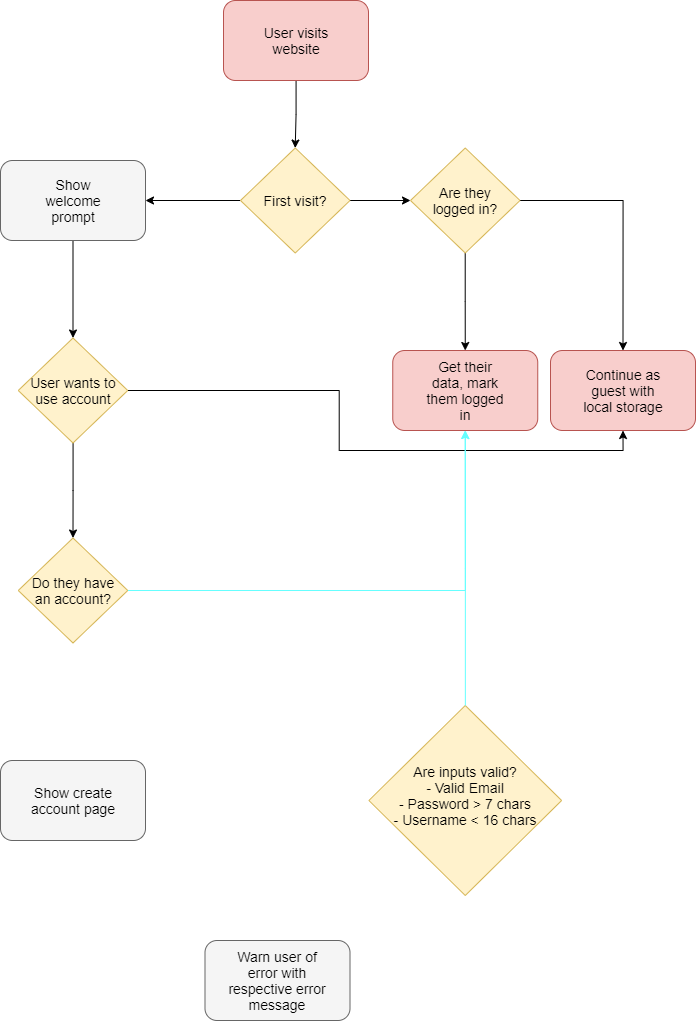 User visits
website
Show
welcome
prompt
First visit?
Are they
logged in?
User wants to
use account
Get their
data, mark
them logged
in
Continue as
guest with
local storage
Do they have
an account?
Show create
account page
Are inputs valid?
- Valid Email
- Password > 7 chars
- Username < 16 chars
Warn user of
error with
respective error
message